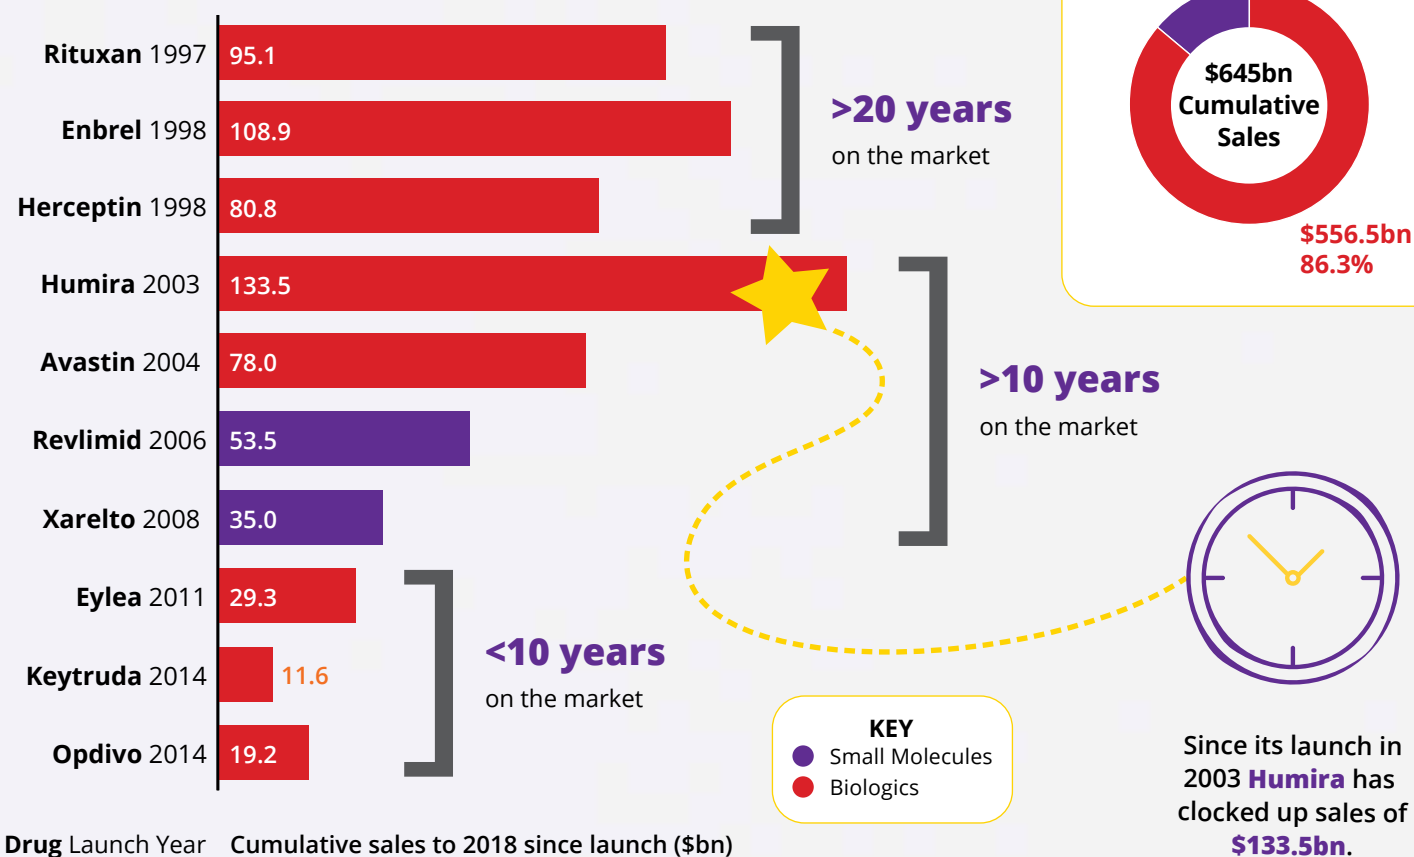 Rituxan 1997 95.1
Enbrel 1998 108.9
Herceptin 1998 80.8
>20 years
on the market
Humira 2003 133.5
Avastin 2004 78.0
Revlimid 2006 53.5
Xarelto 2008 35.0
>10 years
on the market
Eylea 2011 29.3
Keytruda 2014 11.6
Opdivo 2014 19.2
<10 years
on the market
Drug Launch Year Cumulative sales to 2018 since launch ($bn)
$645bn
Cumulative
Sales
$556.5bn
86.3%
KEY
Small Molecules
Biologics
Since its launch in
2003 Humira has
clocked up sales of
$133.5bn.